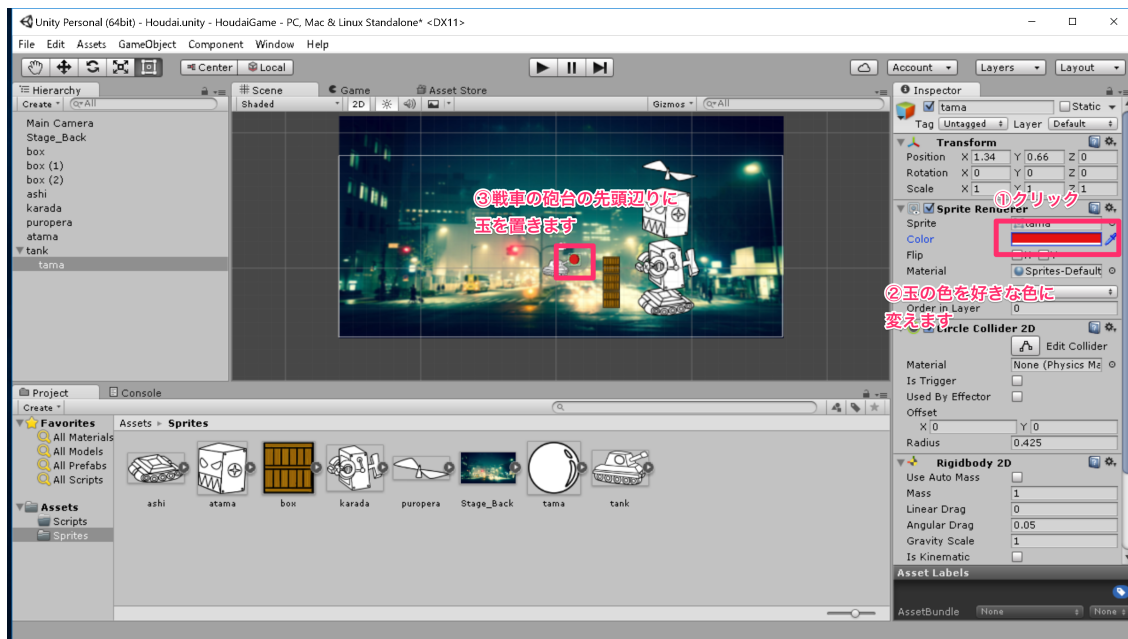 Unity Personal (64bit) - Houdai.unity - HoudaiGame - PC, Mac & Linux Standalone* <DX11>
File Edit Assets GameObject Component Window Help
Center Local
Account Layers Layout
Hierarchy
Create All
Main Camera
Stage_Back
box
box (1)
box (2)
ashi
karada
puropera
atama
tank
tama
Scene Game Asset Store
Shaded 2D Gizmos All
③戦車の砲台の先頭辺りに
玉を置きます
Inspector
tama Static
Tag Untagged Layer Default
Transform
Position X 1.34 Y 0.66 Z 0
Rotation X 0 Y 0 Z 0
Scale X 1 Y 1 Z 1
①クリック
Sprite Renderer
Sprite tama
Color
Flip
Material Sprites-Default
②玉の色を好きな色に
変えます
Order in Layer 0
Circle Collider 2D
Edit Collider
Material None (Physics Ma
Is Trigger
Used By Effector
Offset
X 0 Y 0
Radius 0.425
Rigidbody 2D
Use Auto Mass
Mass 1
Linear Drag 0
Angular Drag 0.05
Gravity Scale 1
Is Kinematic
Asset Labels
AssetBundle None None
Project Console
Create
Favorites
All Materials
All Models
All Prefabs
All Scripts
Assets
Scripts
Sprites
Assets Sprites
ashi atama box karada puropera Stage_Back tama tank